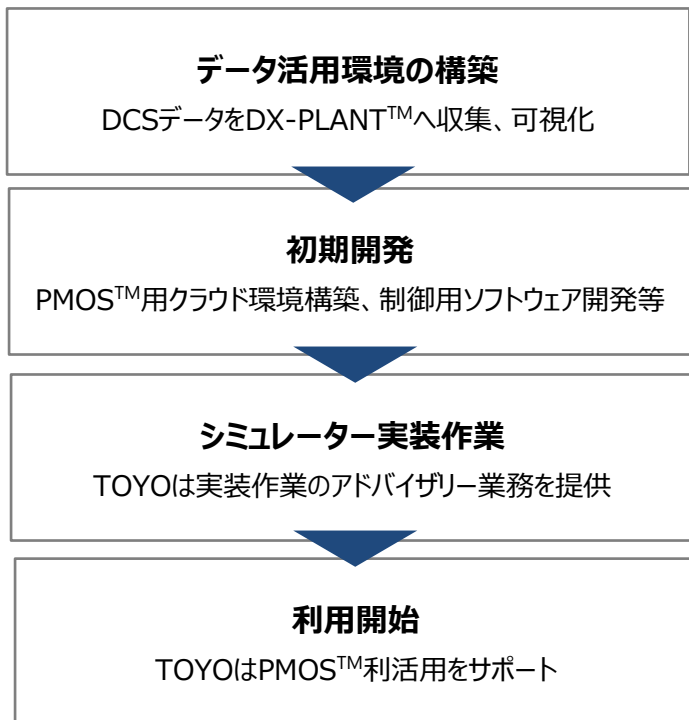 データ活用環境の構築
DCSデータをDX-PLANT™へ収集、可視化
初期開発
PMOS™用クラウド環境構築、制御用ソフトウェア開発等
シミュレーター実装作業
TOYOは実装作業のアドバイザリー業務を提供
利用開始
TOYOはPMOS™利活用をサポート